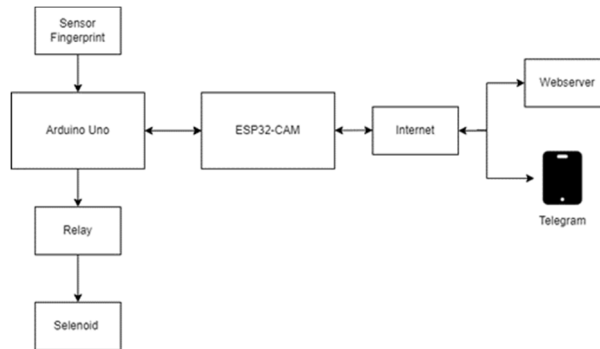 Sensor
Fingerprint
Arduino Uno
ESP32-CAM
Internet
Webserver
Telegram
Relay
Selenoid